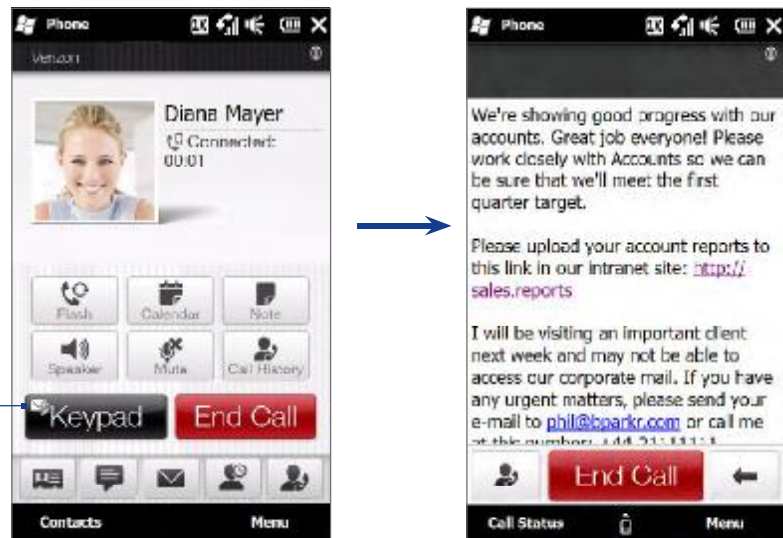 Phone
Verizon
Diana Mayer
Connected:
00:01
Flash
Calendar
Note
Speaker
Mute
Call History
Keypad
End Call
Contacts
Menu
Phone
We're showing good progress with our
accounts. Great job everyone! Please
work closely with Accounts so we can
be sure that we'll meet the first
quarter target.
Please upload your account reports to
this link in our intranet site: http://
sales.reports
I will be visiting an important client
next week and may not be able to
access our corporate mail. If you have
any urgent matters, please send your
e-mail to phil@bparkr.com or call me
at this number: +44 21111111
End Call
Call Status
Menu